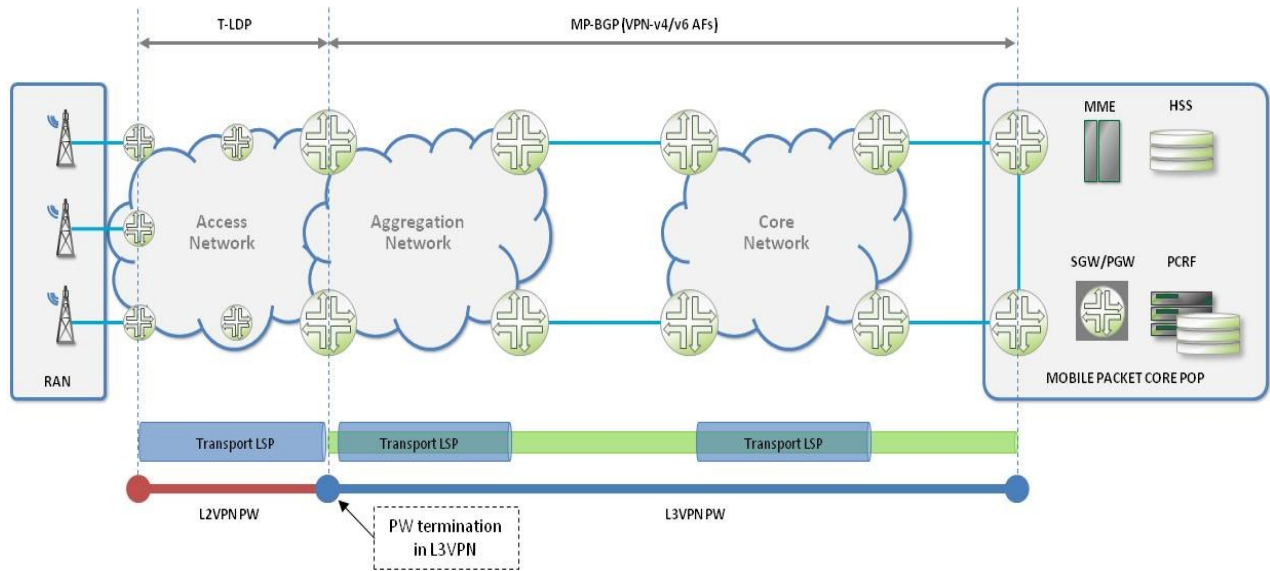 T-LDP
MP-BGP (VPN-v4/v6 AFs)
MME
HSS
Access
Network
Aggregation
Network
Core
Network
SGW/PGW
PCRF
RAN
MOBILE PACKET CORE POP
Transport LSP
Transport LSP
Transport LSP
L2VPN PW
L3VPN PW
PW termination
in L3VPN